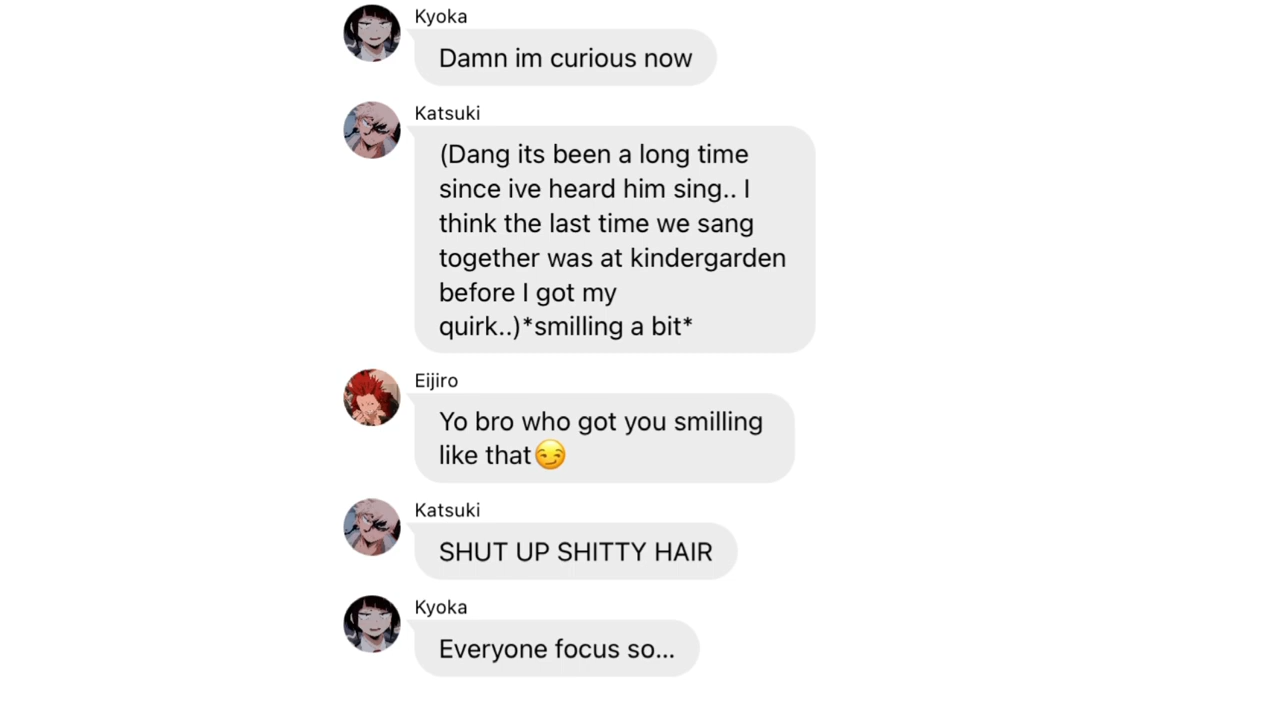 Kyoka
Damn im curious now
Katsuki
(Dang its been a long time
since ive heard him sing.. I
think the last time we sang
together was at kindergarden
before I got my
quirk..)*smilling a bit*
Eijiro
Yo bro who got you smilling
like that😏
Katsuki
SHUT UP SHITTY HAIR
Kyoka
Everyone focus so...